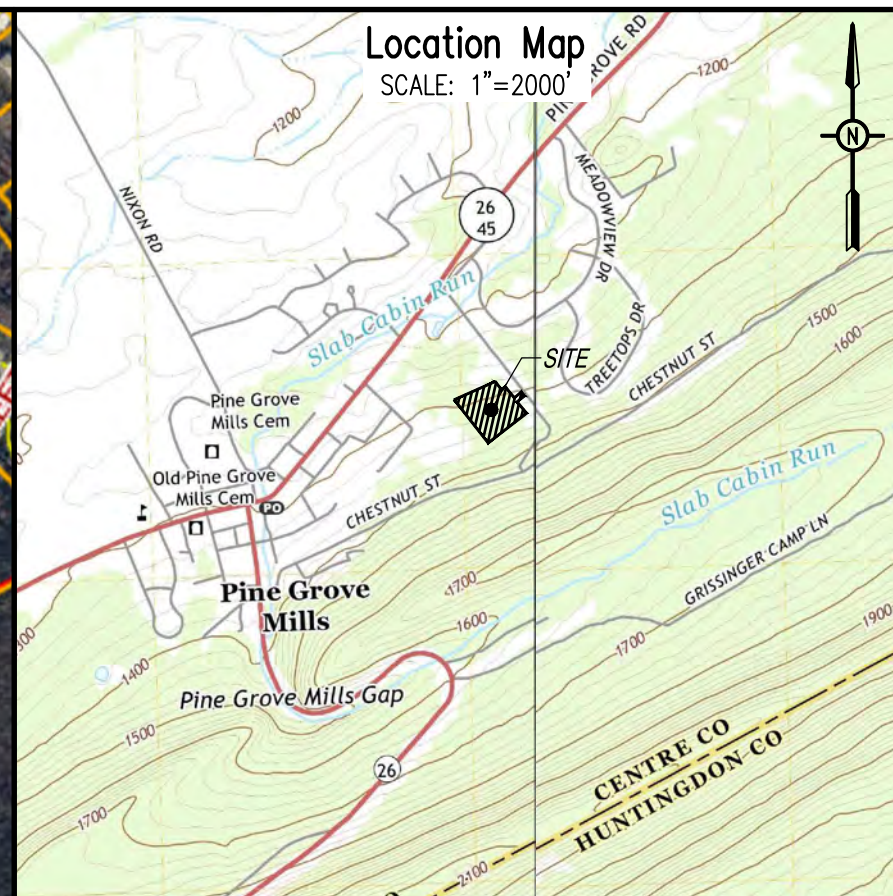 Location Map
SCALE: 1"=2000'
N
1200
1200
NIXON RD
26
45
MEADOWVIEW DR
Slab Cabin Run
TREETOPS DR
SITE
CHESTNUT ST
1500
1600
Pine Grove
Mills Cem
Old Pine Grove
Mills Cem
PO
CHESTNUT ST
Slab Cabin Run
GRISSINGER CAMP LN
Pine Grove
Mills
1700
1600
1700
1900
1400
Pine Grove Mills Gap
1500
26
CENTRE CO
HUNTINGDON CO
1700
2100